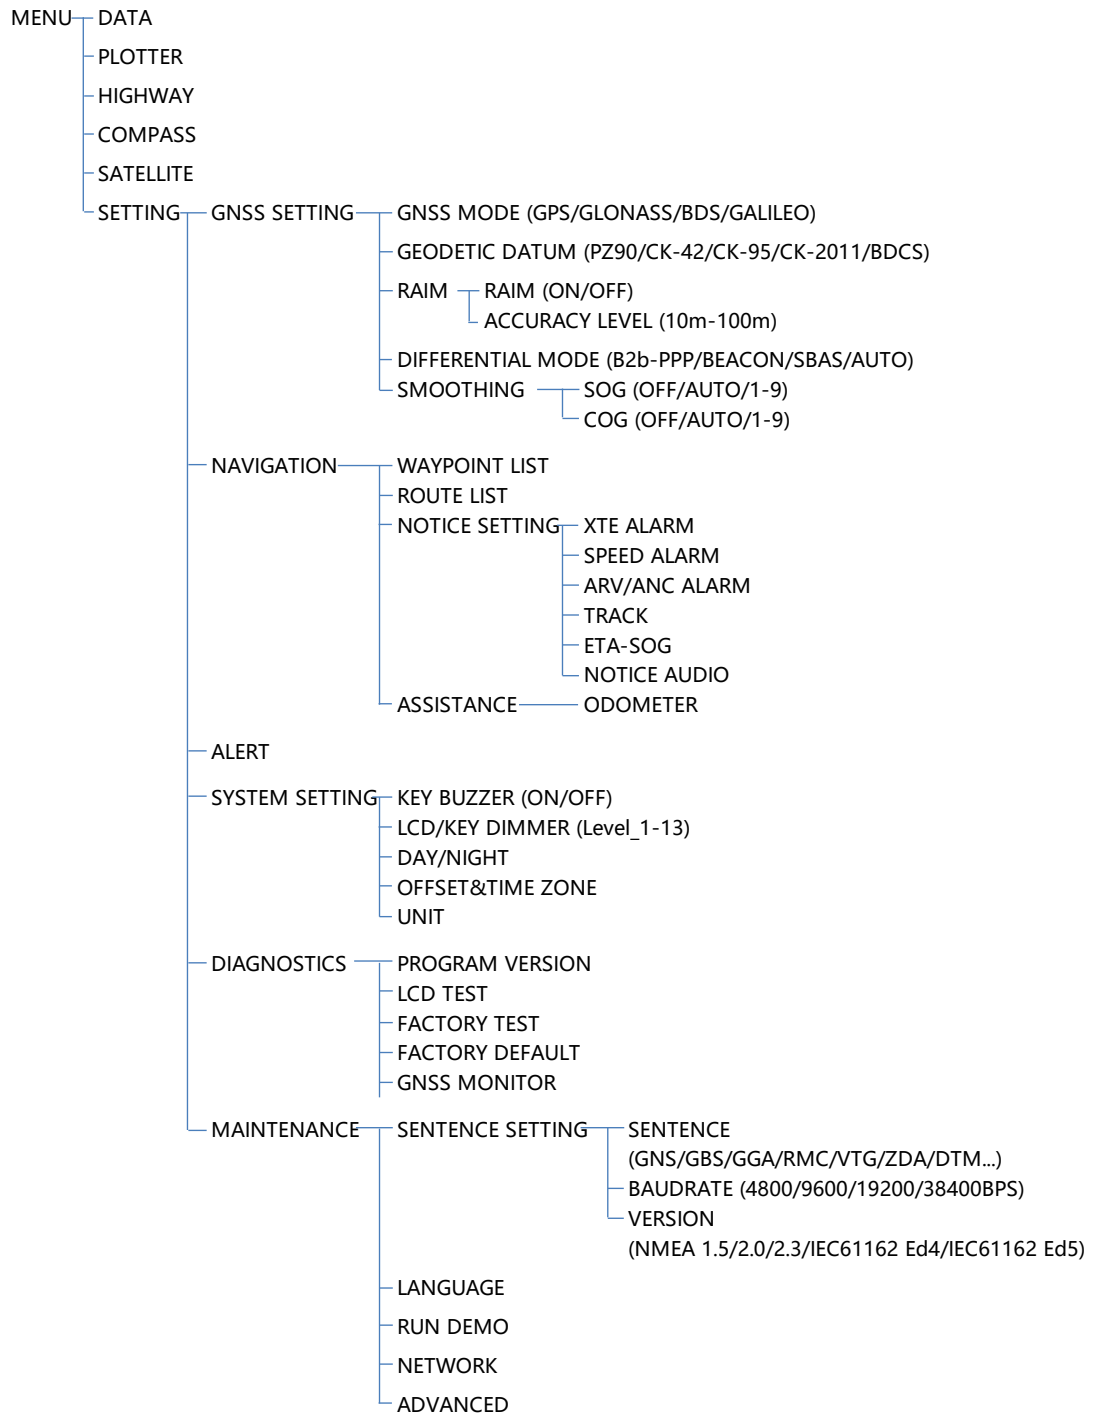 MENU DATA
PLOTTER
HIGHWAY
COMPASS
SATELLITE
SETTING GNSS SETTING GNSS MODE (GPS/GLONASS/BDS/GALILEO)
GEODETIC DATUM (PZ90/CK-42/CK-95/CK-2011/BDCS)
RAIM RAIM (ON/OFF)
ACCURACY LEVEL (10m-100m)
DIFFERENTIAL MODE (B2b-PPP/BEACON/SBAS/AUTO)
SMOOTHING SOG (OFF/AUTO/1-9)
COG (OFF/AUTO/1-9)
NAVIGATION WAYPOINT LIST
ROUTE LIST
NOTICE SETTING XTE ALARM
SPEED ALARM
ARV/ANC ALARM
TRACK
ETA-SOG
NOTICE AUDIO
ASSISTANCE ODOMETER
ALERT
SYSTEM SETTING KEY BUZZER (ON/OFF)
LCD/KEY DIMMER (Level_1-13)
DAY/NIGHT
OFFSET&TIME ZONE
UNIT
DIAGNOSTICS PROGRAM VERSION
LCD TEST
FACTORY TEST
FACTORY DEFAULT
GNSS MONITOR
MAINTENANCE SENTENCE SETTING SENTENCE
(GNS/GBS/GGA/RMC/VTG/ZDA/DTM...)
BAUDRATE (4800/9600/19200/38400BPS)
VERSION
(NMEA 1.5/2.0/2.3/IEC61162 Ed4/IEC61162 Ed5)
LANGUAGE
RUN DEMO
NETWORK
ADVANCED